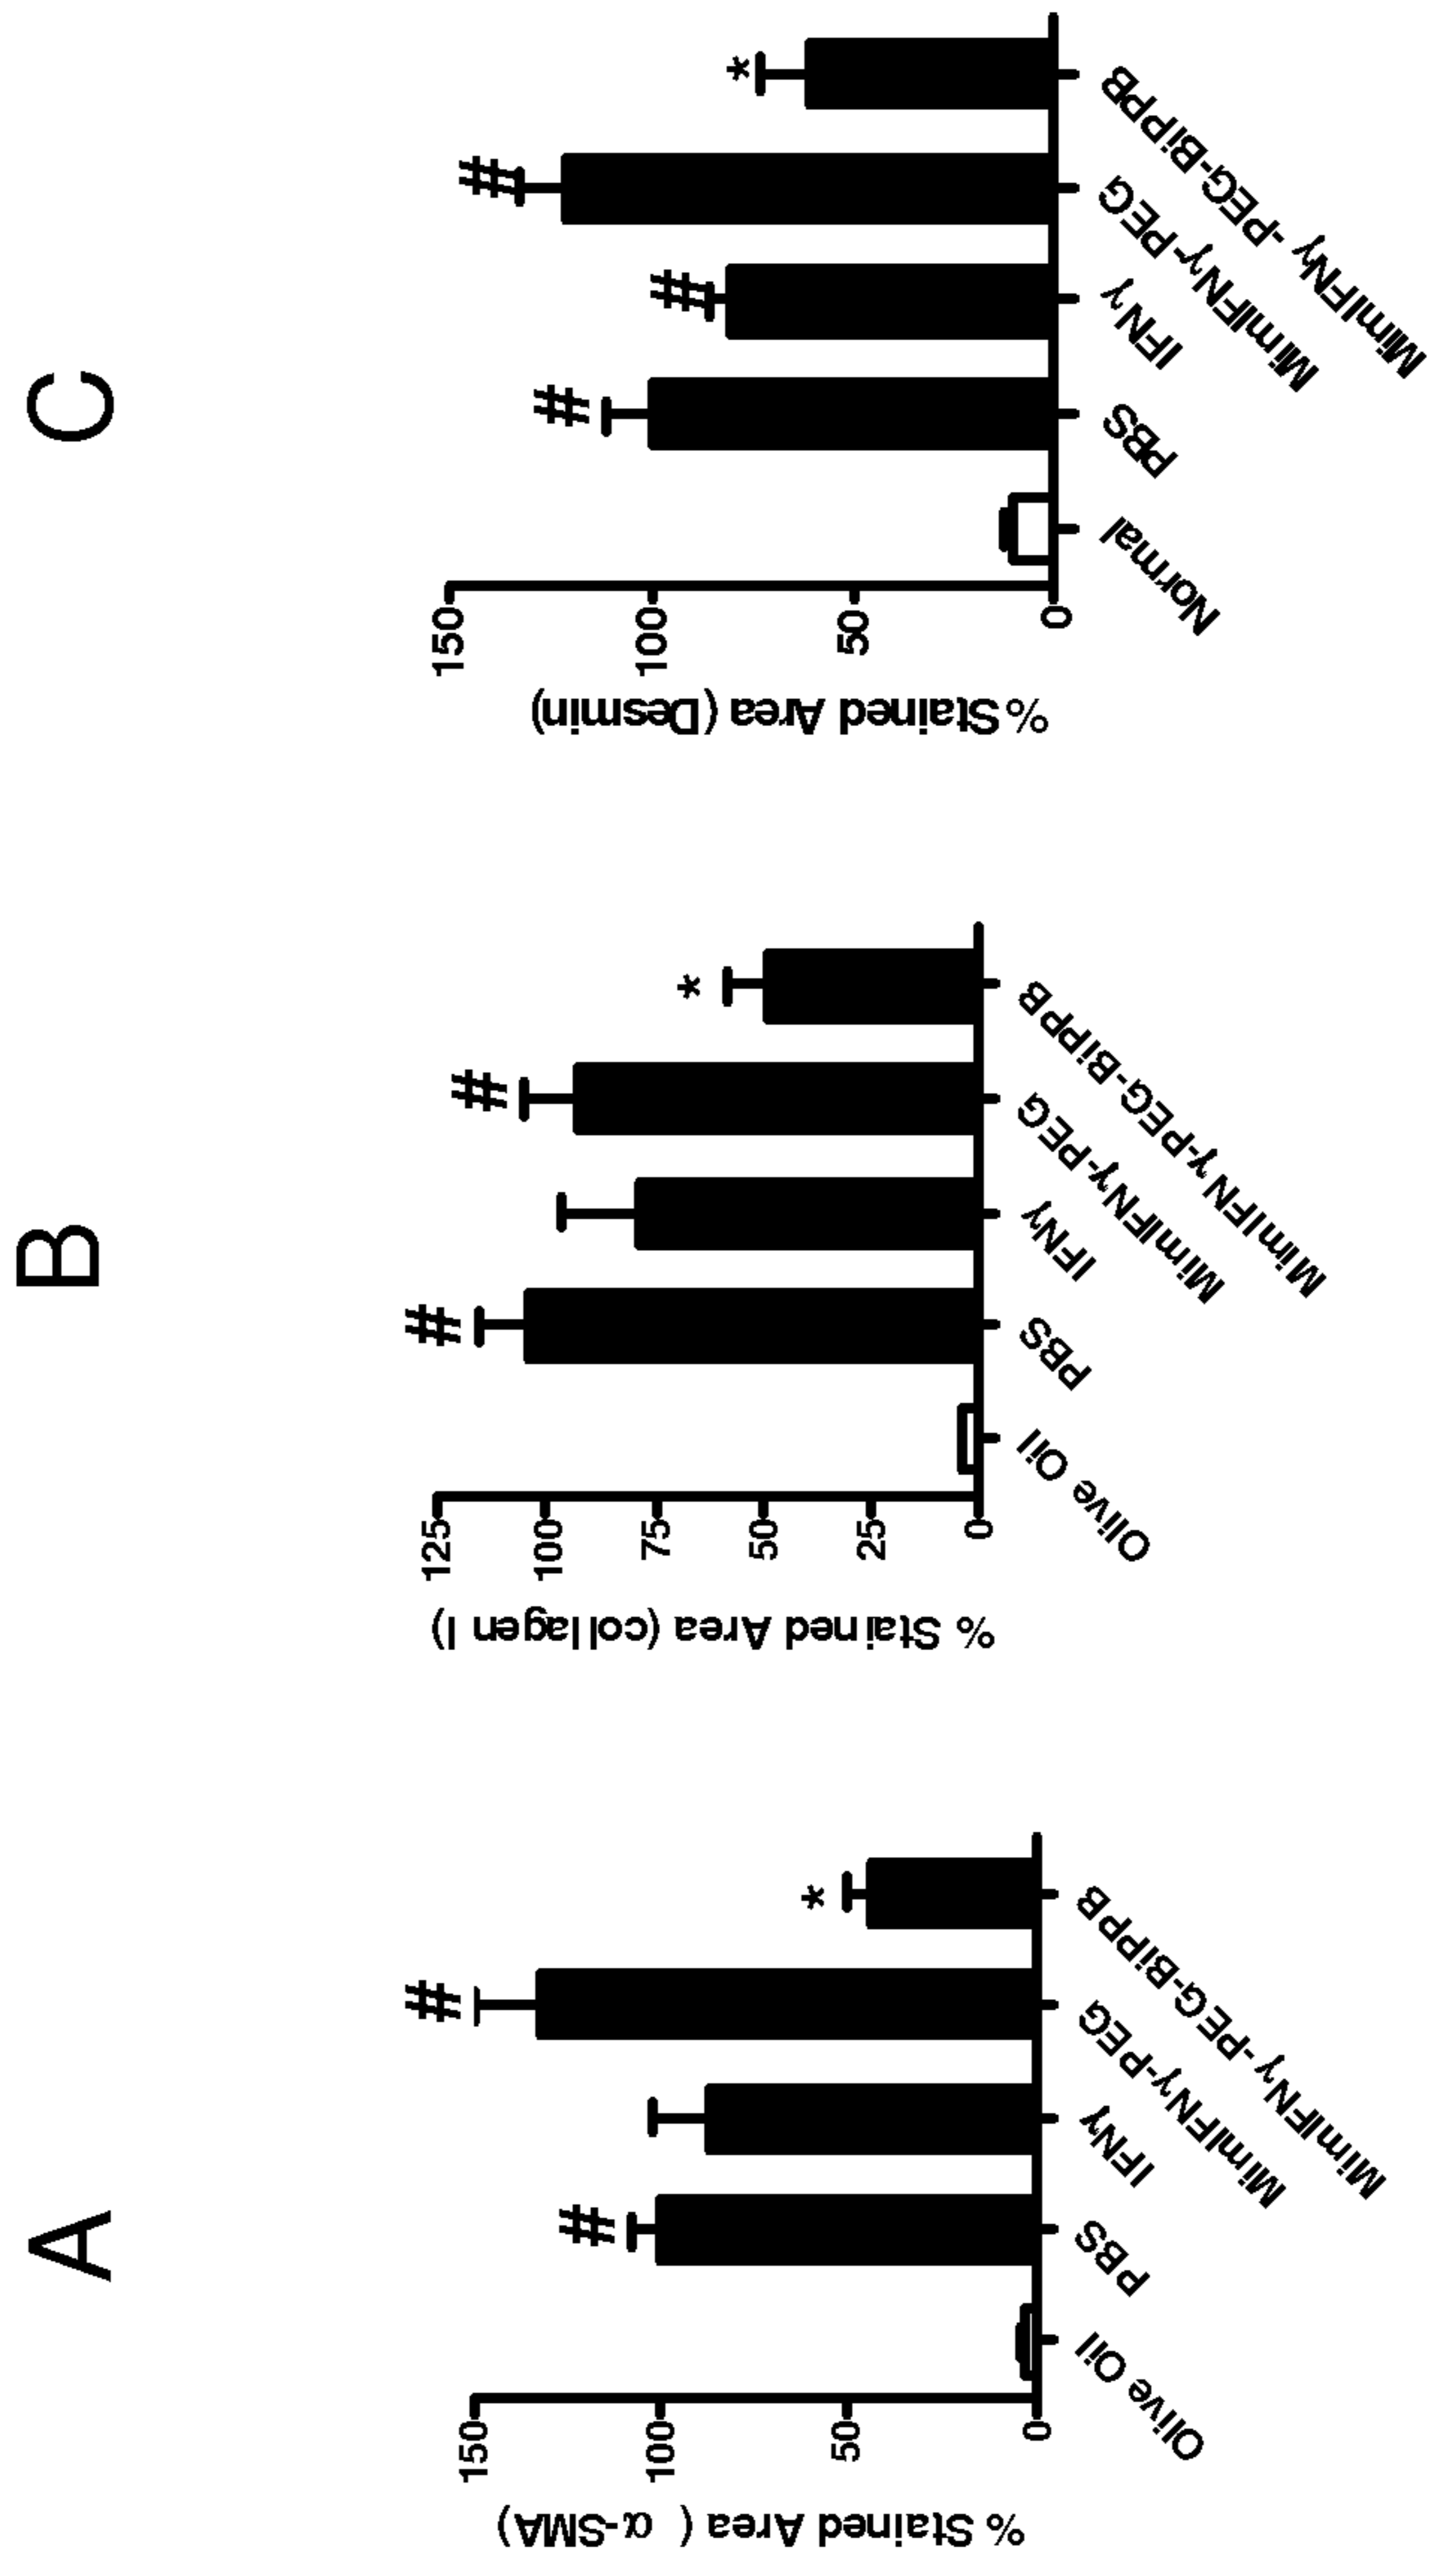 A
% Stained Area ( α-SMA)
150
100
50
0
#
#
*
Olive Oil
PBS
IFNγ
MimIFNγ-PEG
MimIFNγ -PEG-BiPPB
B
% Stained Area (collagen I)
125
100
75
50
25
0
#
#
*
Olive Oil
PBS
IFNγ
MimIFNγ-PEG
MimIFNγ-PEG-BiPPB
C
% Stained Area (Desmin)
150
100
50
0
#
#
#
*
Normal
PBS
IFNγ
MimIFNγ-PEG
MimIFNγ -PEG-BiPPB